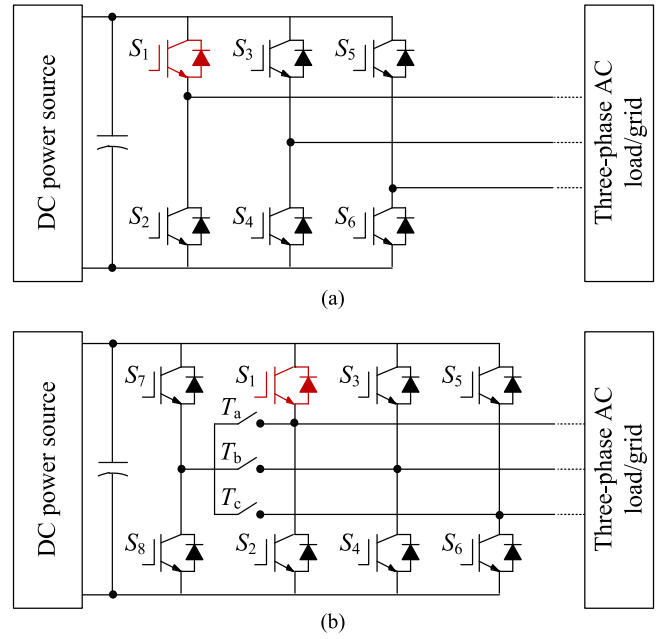 DC power source
S1
S3
S5
S2
S4
S6
Three-phase AC
load/grid
(a)
DC power source
S7
S1
S3
S5
Ta
Tb
Tc
S8
S2
S4
S6
Three-phase AC
load/grid
(b)